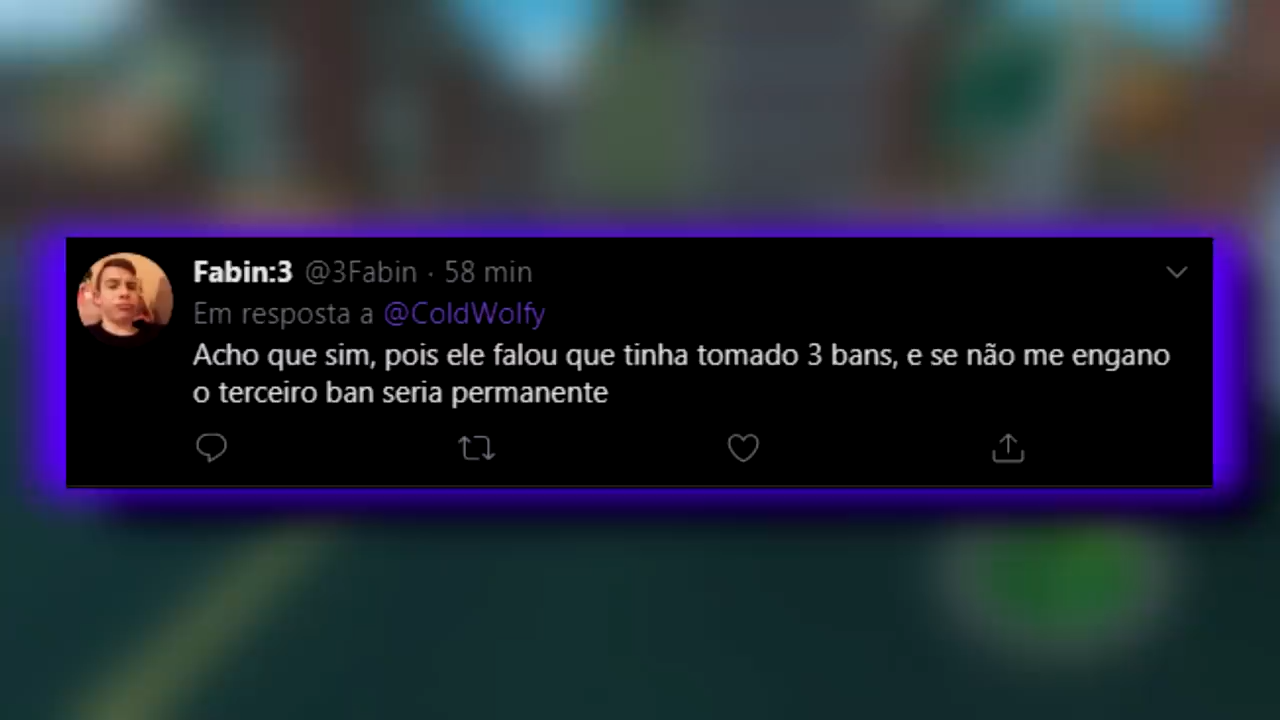 Fabin:3 @3Fabin · 58 min
Em resposta a @ColdWolfy
Acho que sim, pois ele falou que tinha tomado 3 bans, e se não me engano
o terceiro ban seria permanente